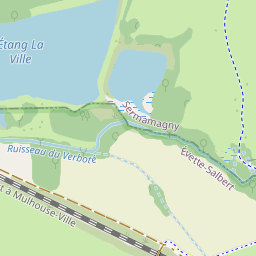 Étang La
Ville
Sermamagny
Évette-Salbert
Ruisseau du Verboté
t à Mulhouse-Ville